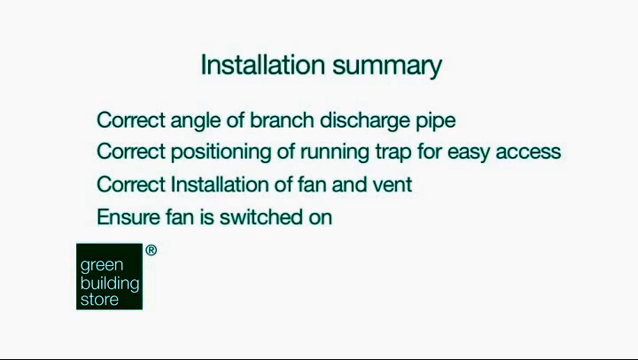 Installation summary
Correct angle of branch discharge pipe
Correct positioning of running trap for easy access
Correct Installation of fan and vent
Ensure fan is switched on
green ®
building
store